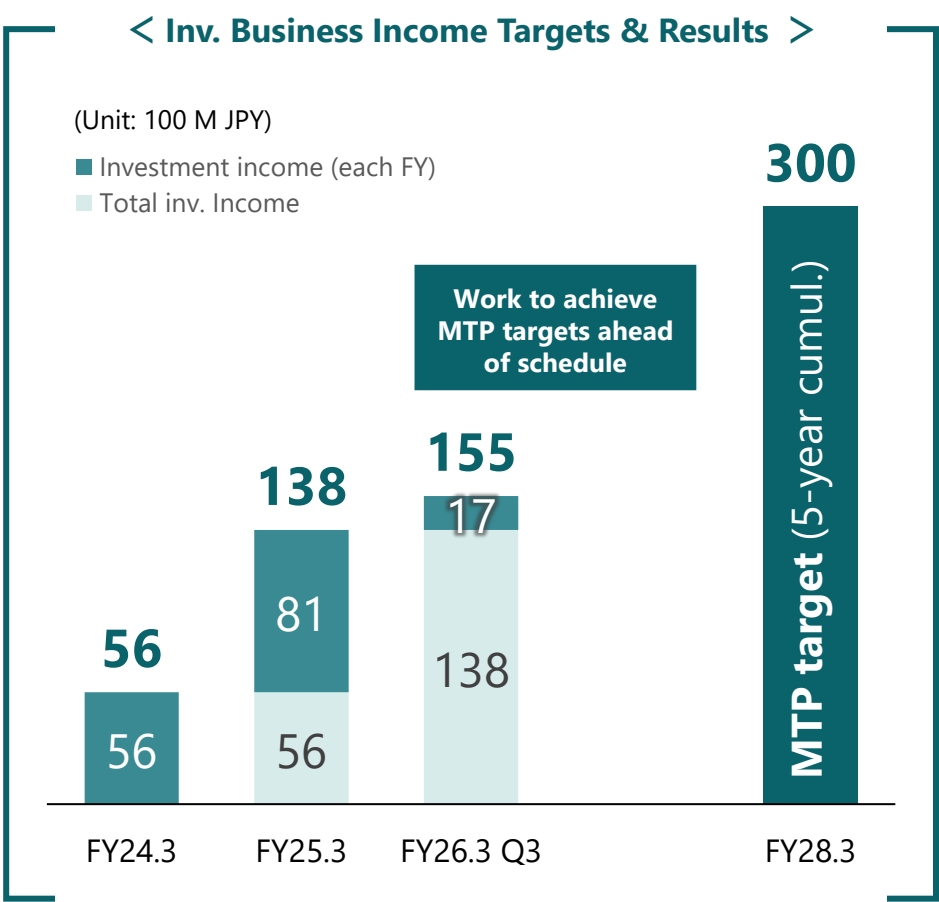 < Inv. Business Income Targets & Results >
(Unit: 100 M JPY)
Investment income (each FY)
Total inv. Income
300
Work to achieve
MTP targets ahead
of schedule
MTP target (5-year cumul.)
155
17
138
138
81
56
56
56
FY24.3
FY25.3
FY26.3 Q3
FY28.3